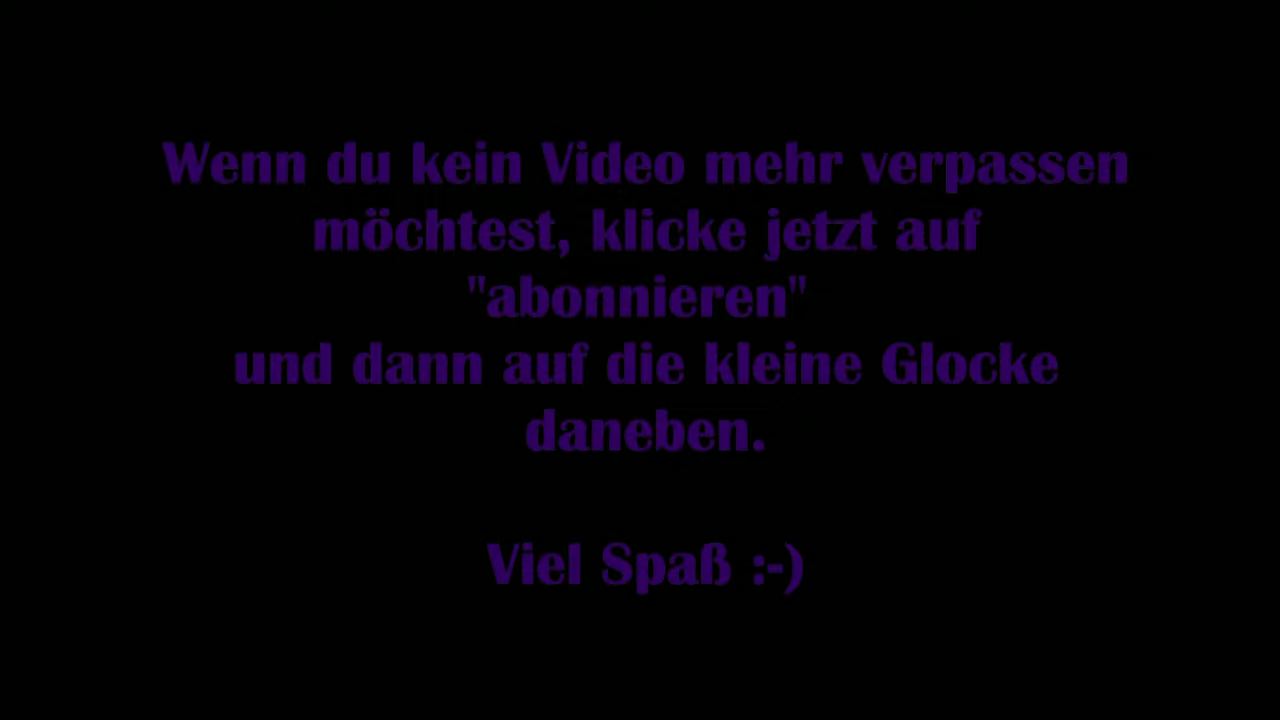 Wenn du kein Video mehr verpassen
möchtest, klicke jetzt auf
"abonnieren"
und dann auf die kleine Glocke
daneben.
Viel Spaß :-)